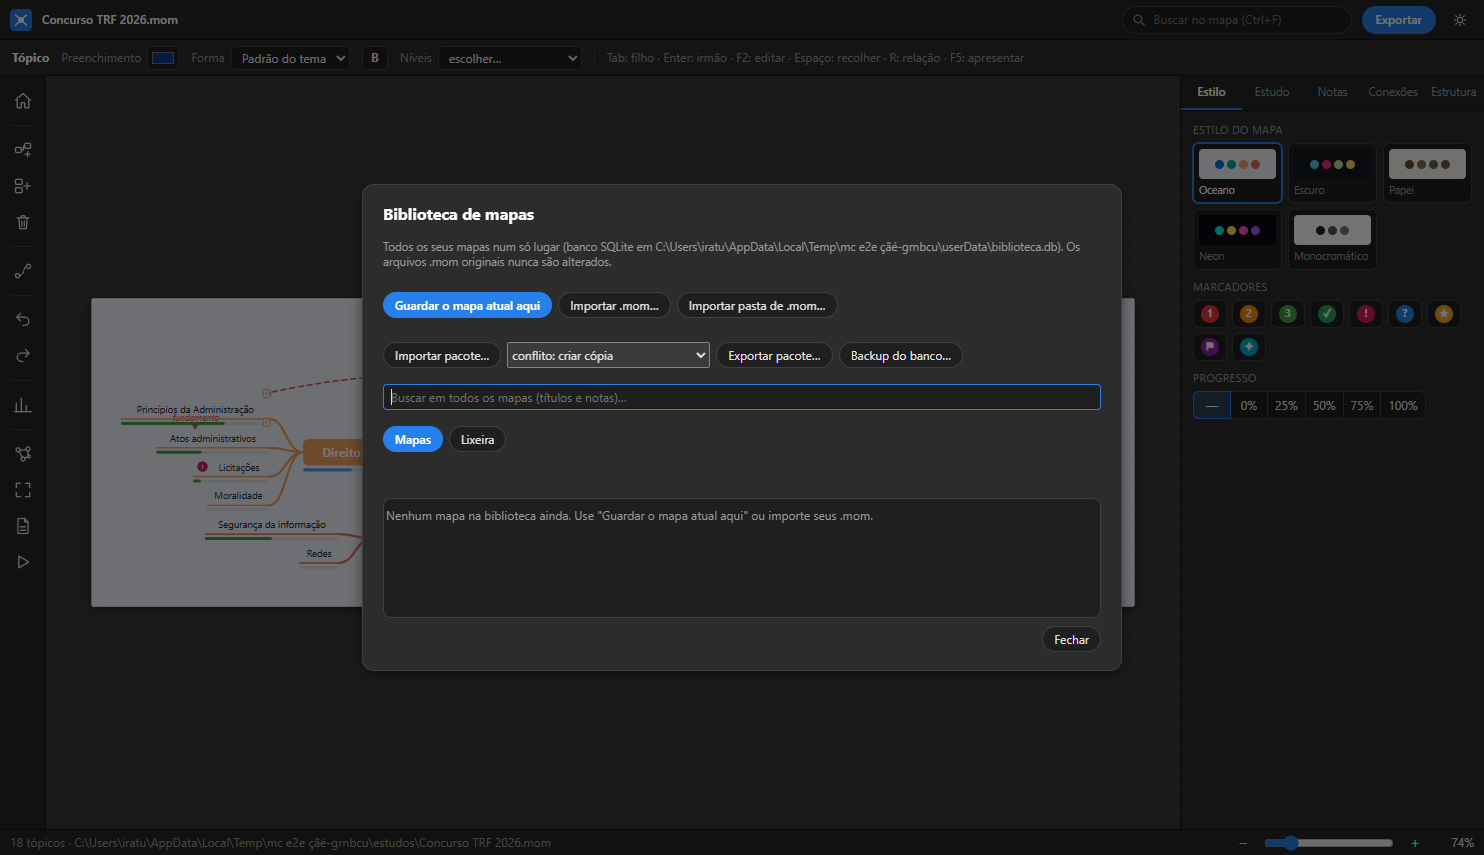 Concurso TRF 2026.mom
Buscar no mapa (Ctrl+F)
Exportar
Tópico
Preenchimento
Forma
Padrão do tema
B
Níveis
escolher...
Tab: filho · Enter: irmão · F2: editar · Espaço: recolher · R: relação · F5: apresentar
Estilo
Estudo
Notas
Conexões
Estrutura
ESTILO DO MAPA
Oceano
Escuro
Papel
Neon
Monocromático
MARCADORES
1
2
3
!
?
PROGRESSO
—
0%
25%
50%
75%
100%
Princípios da Administração
fundamenta
Atos administrativos
!
Licitações
Moralidade
Direito
Segurança da informação
Redes
Biblioteca de mapas
Todos os seus mapas num só lugar (banco SQLite em C:\Users\iratu\AppData\Local\Temp\mc e2e çãé-grnbcu\userData\biblioteca.db). Os
arquivos .mom originais nunca são alterados.
Guardar o mapa atual aqui
Importar .mom...
Importar pasta de .mom...
Importar pacote...
conflito: criar cópia
Exportar pacote...
Backup do banco...
Buscar em todos os mapas (títulos e notas)...
Mapas
Lixeira
Nenhum mapa na biblioteca ainda. Use "Guardar o mapa atual aqui" ou importe seus .mom.
Fechar
18 tópicos · C:\Users\iratu\AppData\Local\Temp\mc e2e çãé-grnbcu\estudos\Concurso TRF 2026.mom
−
+
74%